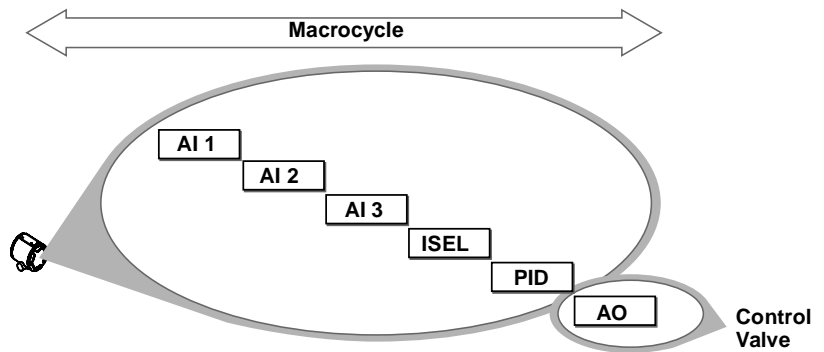 Macrocycle
AI 1
AI 2
AI 3
ISEL
PID
AO
Control
Valve